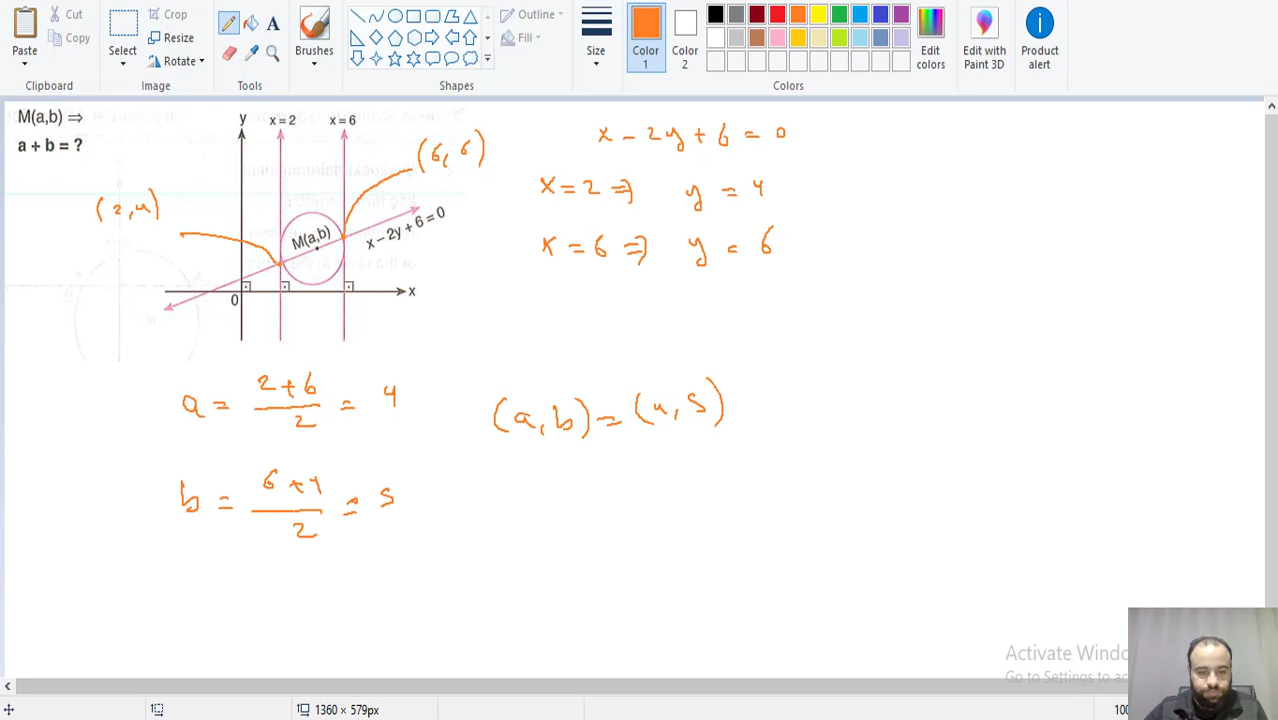 Paste
Cut
Copy
Clipboard
Select
Crop
Resize
Rotate
Image
Tools
Brushes
Outline
Fill
Shapes
Size
Color 1
Color 2
Colors
Edit colors
Edit with Paint 3D
Product alert
M(a,b) ⇒
a + b = ?
y
x = 2
x = 6
(6, 6)
(2,4)
M(a,b)
x – 2y + 6 = 0
0
x
x - 2y + 6 = 0
x = 2 ⇒ y = 4
x = 6 ⇒ y = 6
a = 2+6 / 2 = 4
(a,b) = (4, 5)
b = 6+4 / 2 = 5
Activate Windo
Go to Settings to a
1360 × 579px
100